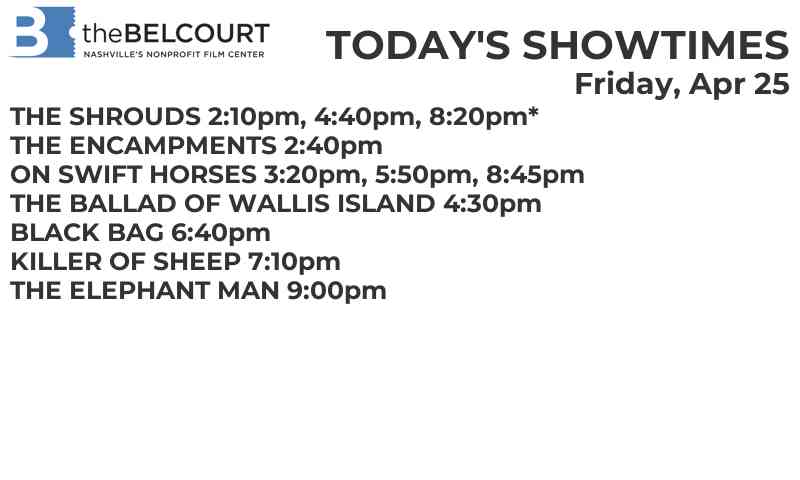 B theBELCOURT
NASHVILLE'S NONPROFIT FILM CENTER
TODAY'S SHOWTIMES
Friday, Apr 25
THE SHROUDS 2:10pm, 4:40pm, 8:20pm*
THE ENCAMPMENTS 2:40pm
ON SWIFT HORSES 3:20pm, 5:50pm, 8:45pm
THE BALLAD OF WALLIS ISLAND 4:30pm
BLACK BAG 6:40pm
KILLER OF SHEEP 7:10pm
THE ELEPHANT MAN 9:00pm